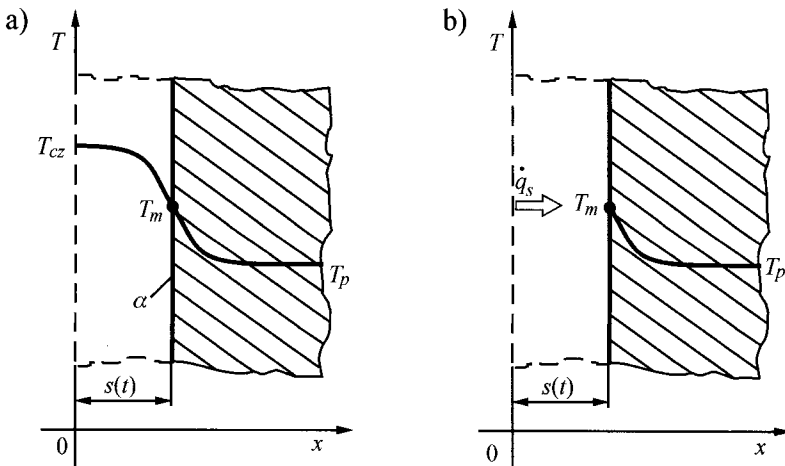 a)
T
T_cz
T_m
α
T_p
s(t)
0
x
b)
T
q̇_s
T_m
T_p
s(t)
0
x